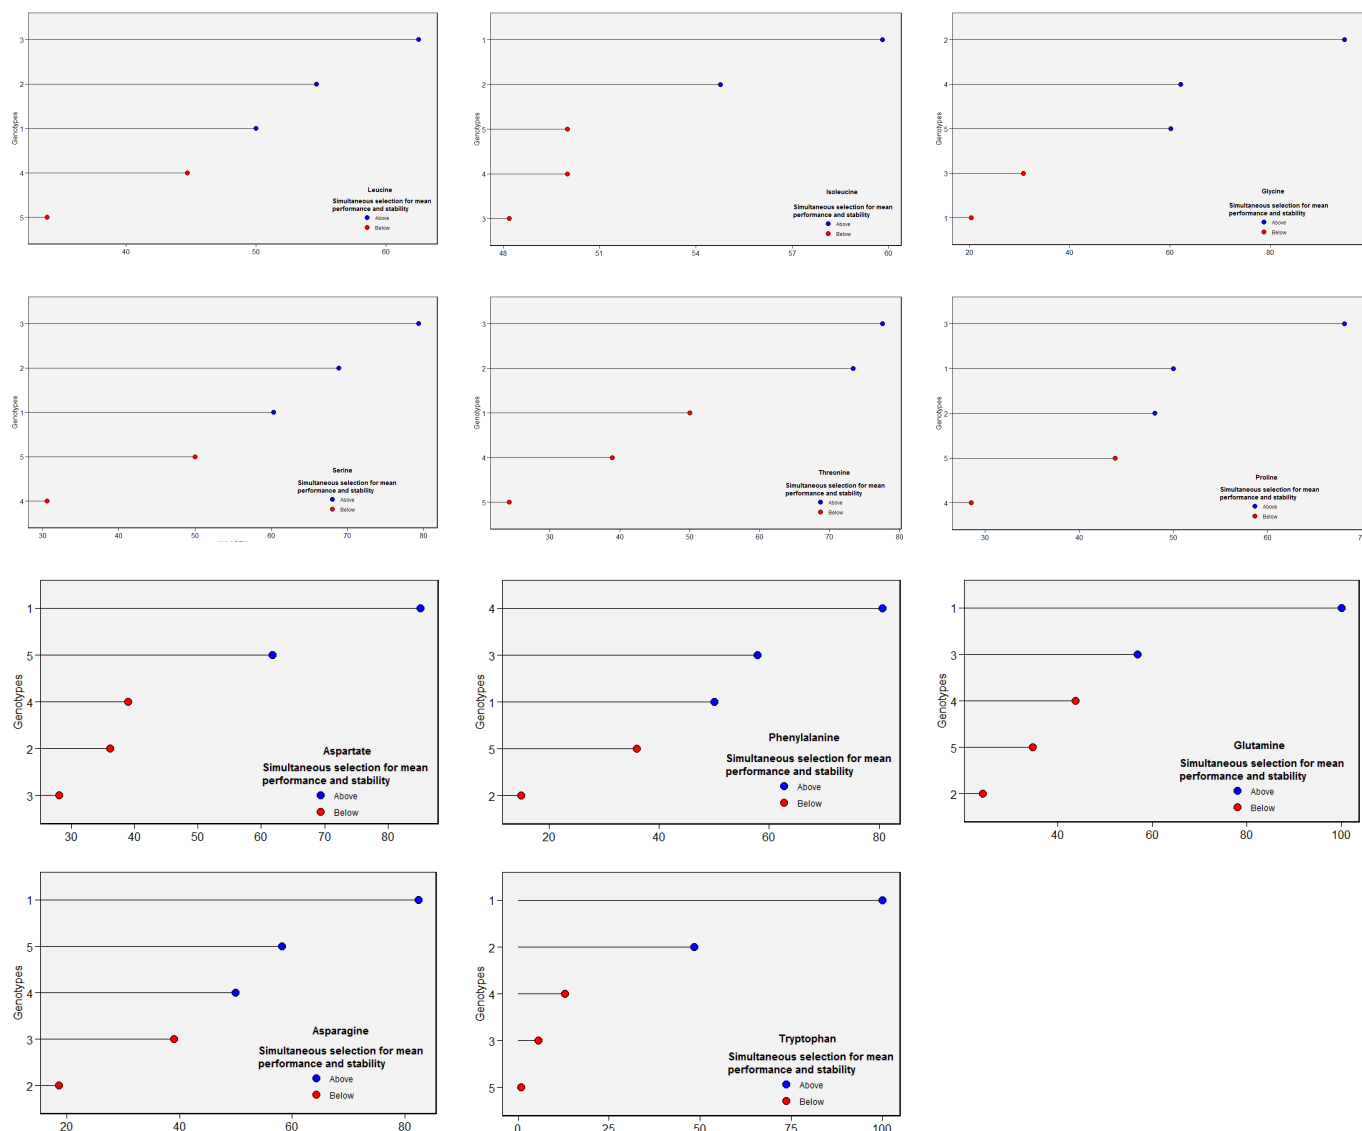 Genotypes
3
2
1
4
5
Leucine
Simultaneous selection for mean
performance and stability
Above
Below
40
50
60
Genotypes
1
2
5
4
3
Isoleucine
Simultaneous selection for mean
performance and stability
Above
Below
48
51
54
57
60
Genotypes
2
4
5
3
1
Glycine
Simultaneous selection for mean
performance and stability
Above
Below
20
40
60
80
Genotypes
3
2
1
5
4
Serine
Simultaneous selection for mean
performance and stability
Above
Below
30
40
50
60
70
80
Genotypes
3
2
1
4
5
Threonine
Simultaneous selection for mean
performance and stability
Above
Below
30
40
50
60
70
80
Genotypes
3
1
2
5
4
Proline
Simultaneous selection for mean
performance and stability
Above
Below
30
40
50
60
Genotypes
1
5
4
2
3
Aspartate
Simultaneous selection for mean
performance and stability
Above
Below
30
40
50
60
70
80
Genotypes
4
3
1
5
2
Phenylalanine
Simultaneous selection for mean
performance and stability
Above
Below
20
40
60
80
Genotypes
1
3
4
5
2
Glutamine
Simultaneous selection for mean
performance and stability
Above
Below
40
60
80
100
Genotypes
1
5
4
3
2
Asparagine
Simultaneous selection for mean
performance and stability
Above
Below
20
40
60
80
Genotypes
1
2
4
3
5
Tryptophan
Simultaneous selection for mean
performance and stability
Above
Below
0
25
50
75
100